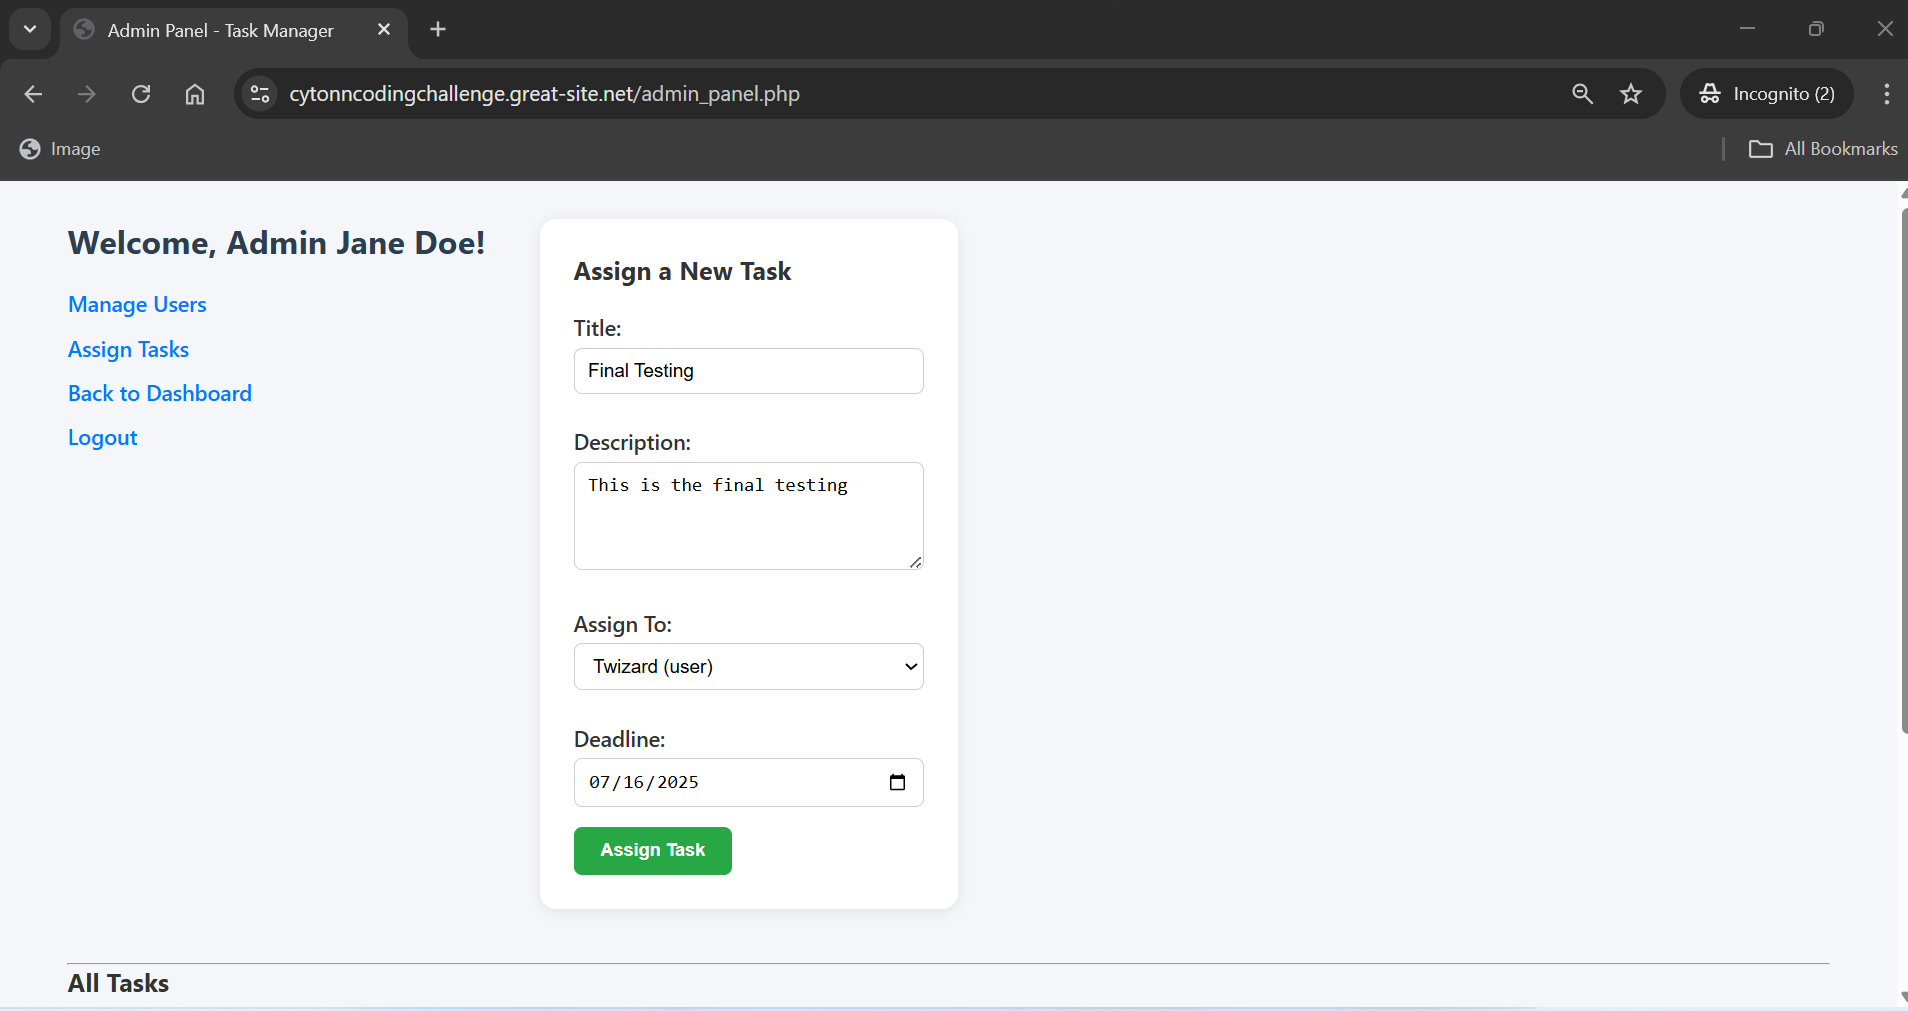 Admin Panel - Task Manager
cytonncodingchallenge.great-site.net/admin_panel.php
Incognito (2)
Image
All Bookmarks
Welcome, Admin Jane Doe!
Manage Users
Assign Tasks
Back to Dashboard
Logout
Assign a New Task
Title:
Final Testing
Description:
This is the final testing
Assign To:
Twizard (user)
Deadline:
07/16/2025
Assign Task
All Tasks